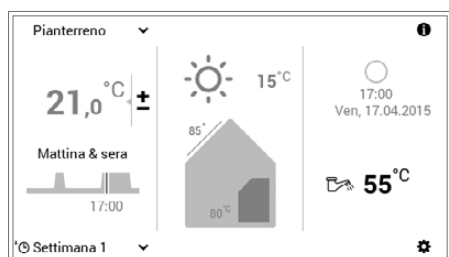 Pianterreno
21,0 °C ±
Mattina & sera
17:00
Settimana 1
15°C
85°
80°C
17:00
Ven, 17.04.2015
55°C